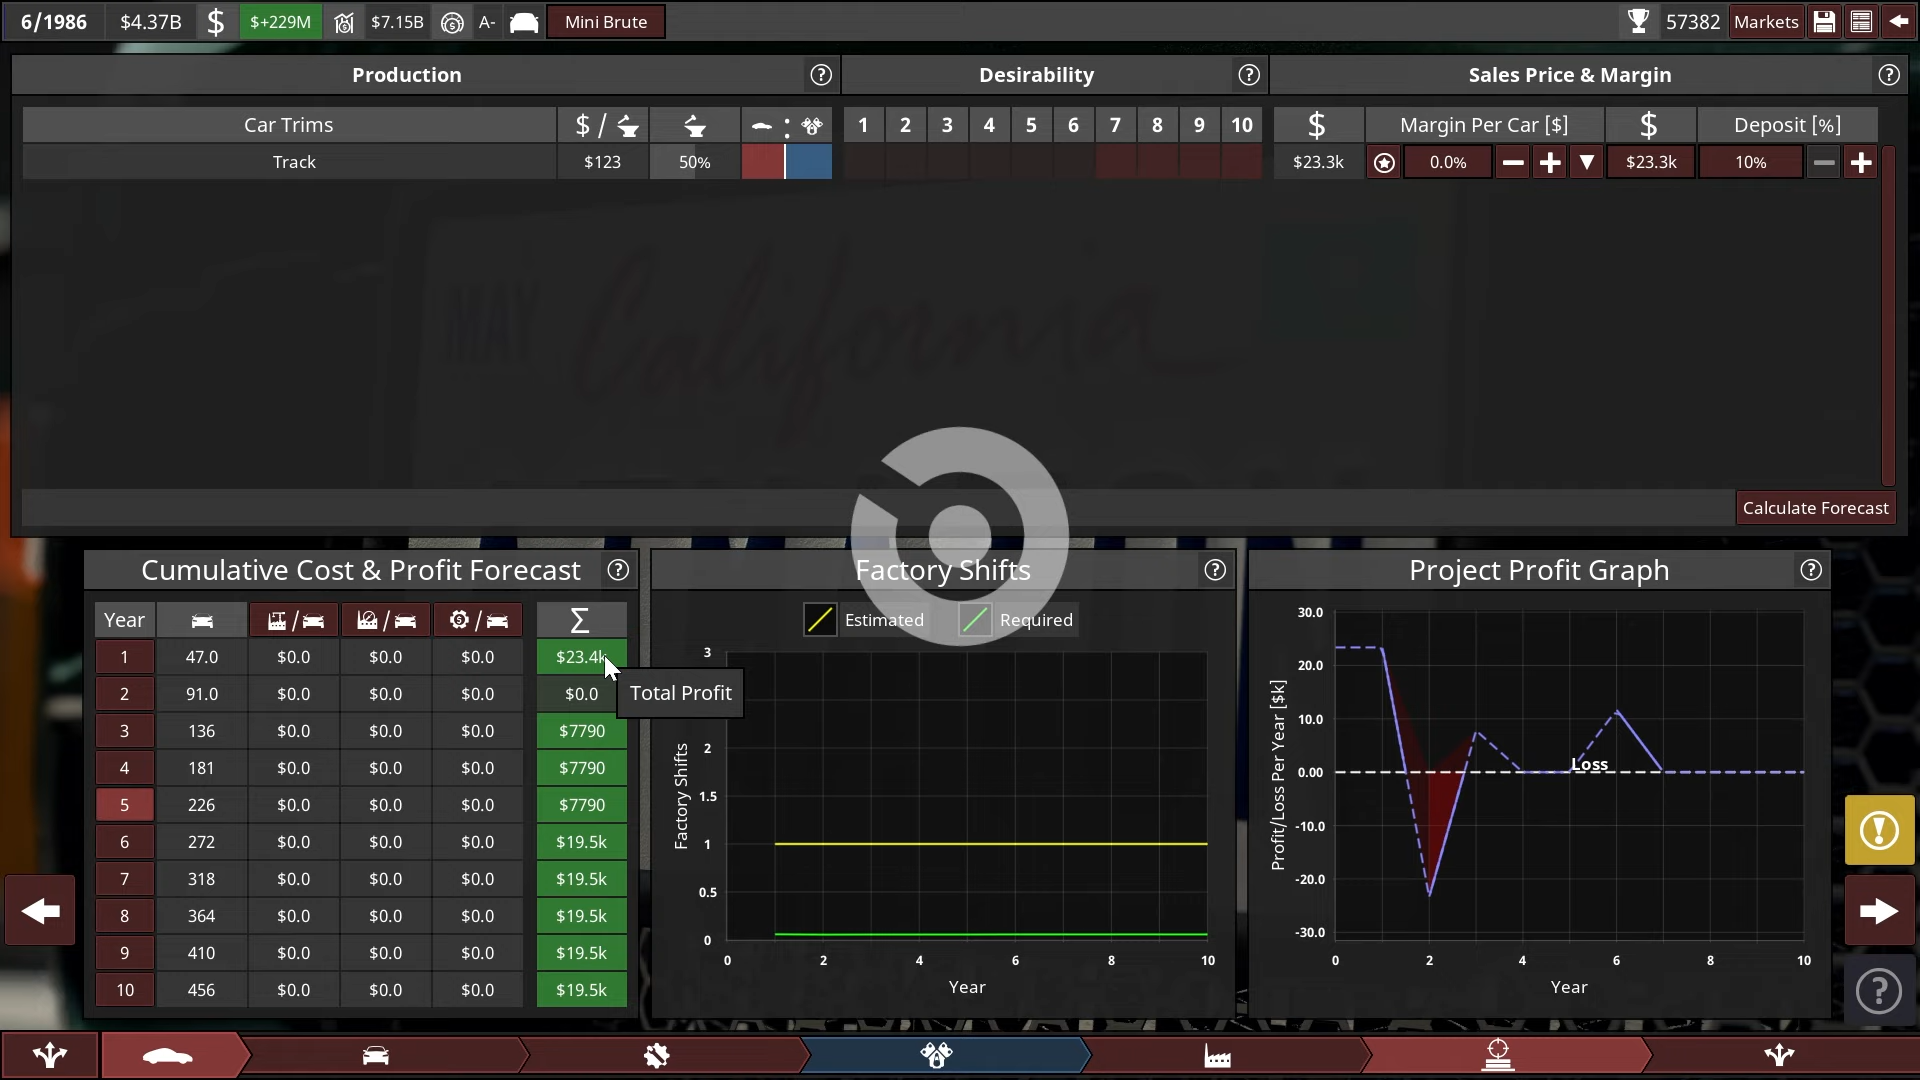 6/1986 $4.37B $ $+229M $7.15B A- Mini Brute 57382 Markets
Production ? Desirability ? Sales Price & Margin ?
Car Trims $ / : 1 2 3 4 5 6 7 8 9 10 $ Margin Per Car [$] $ Deposit [%]
Track $123 50% $23.3k 0.0% $23.3k 10%
MAY California
Calculate Forecast
Cumulative Cost & Profit Forecast ? Factory Shifts ? Project Profit Graph ?
Year / / / Σ
1 47.0 $0.0 $0.0 $0.0 $23.4k
2 91.0 $0.0 $0.0 $0.0 $0.0
3 136 $0.0 $0.0 $0.0 $7790
4 181 $0.0 $0.0 $0.0 $7790
5 226 $0.0 $0.0 $0.0 $7790
6 272 $0.0 $0.0 $0.0 $19.5k
7 318 $0.0 $0.0 $0.0 $19.5k
8 364 $0.0 $0.0 $0.0 $19.5k
9 410 $0.0 $0.0 $0.0 $19.5k
10 456 $0.0 $0.0 $0.0 $19.5k
Total Profit
Estimated Required
3
2
1.5
1
0.5
0
Factory Shifts
0 2 4 6 8 10
Year
30.0
20.0
10.0
0.00
-10.0
-20.0
-30.0
Profit/Loss Per Year [$k]
Loss
0 2 4 6 8 10
Year
?